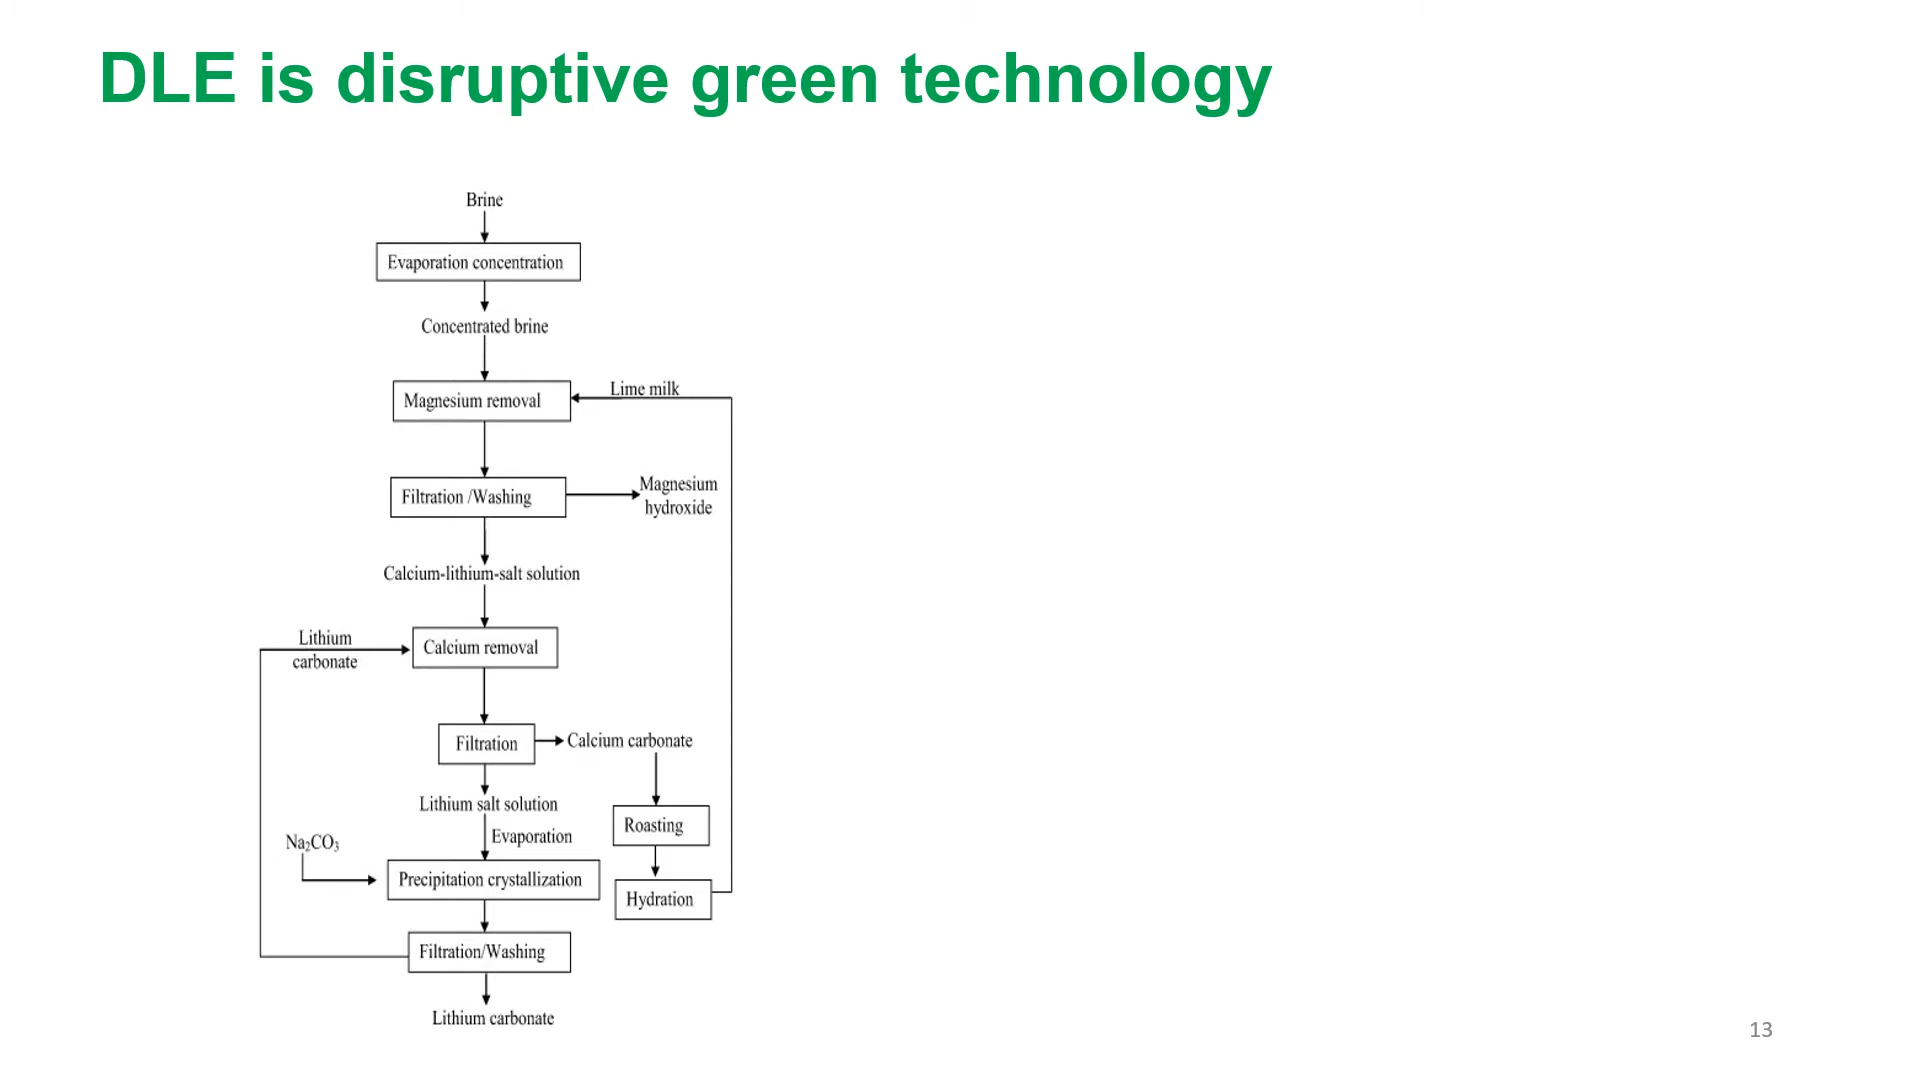 DLE is disruptive green technology
Brine
Evaporation concentration
Concentrated brine
Lime milk
Magnesium removal
Filtration /Washing
Magnesium
hydroxide
Calcium-lithium-salt solution
Lithium
carbonate
Calcium removal
Filtration
Calcium carbonate
Lithium salt solution
Roasting
Evaporation
Na₂CO₃
Precipitation crystallization
Hydration
Filtration/Washing
Lithium carbonate
13